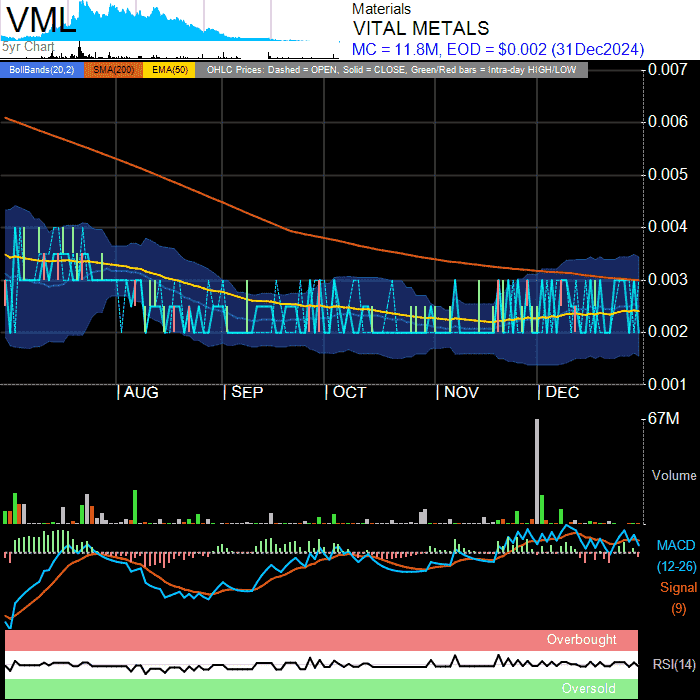 VML
5yr Chart
Materials
VITAL METALS
MC = 11.8M, EOD = $0.002 (31Dec2024)
BollBands(20,2) SMA(200) EMA(50) OHLC Prices: Dashed = OPEN, Solid = CLOSE, Green/Red bars = Intra-day HIGH/LOW
0.007
0.006
0.005
0.004
0.003
0.002
0.001
AUG SEP OCT NOV DEC
67M
Volume
MACD
(12-26)
Signal
(9)
Overbought
RSI(14)
Oversold